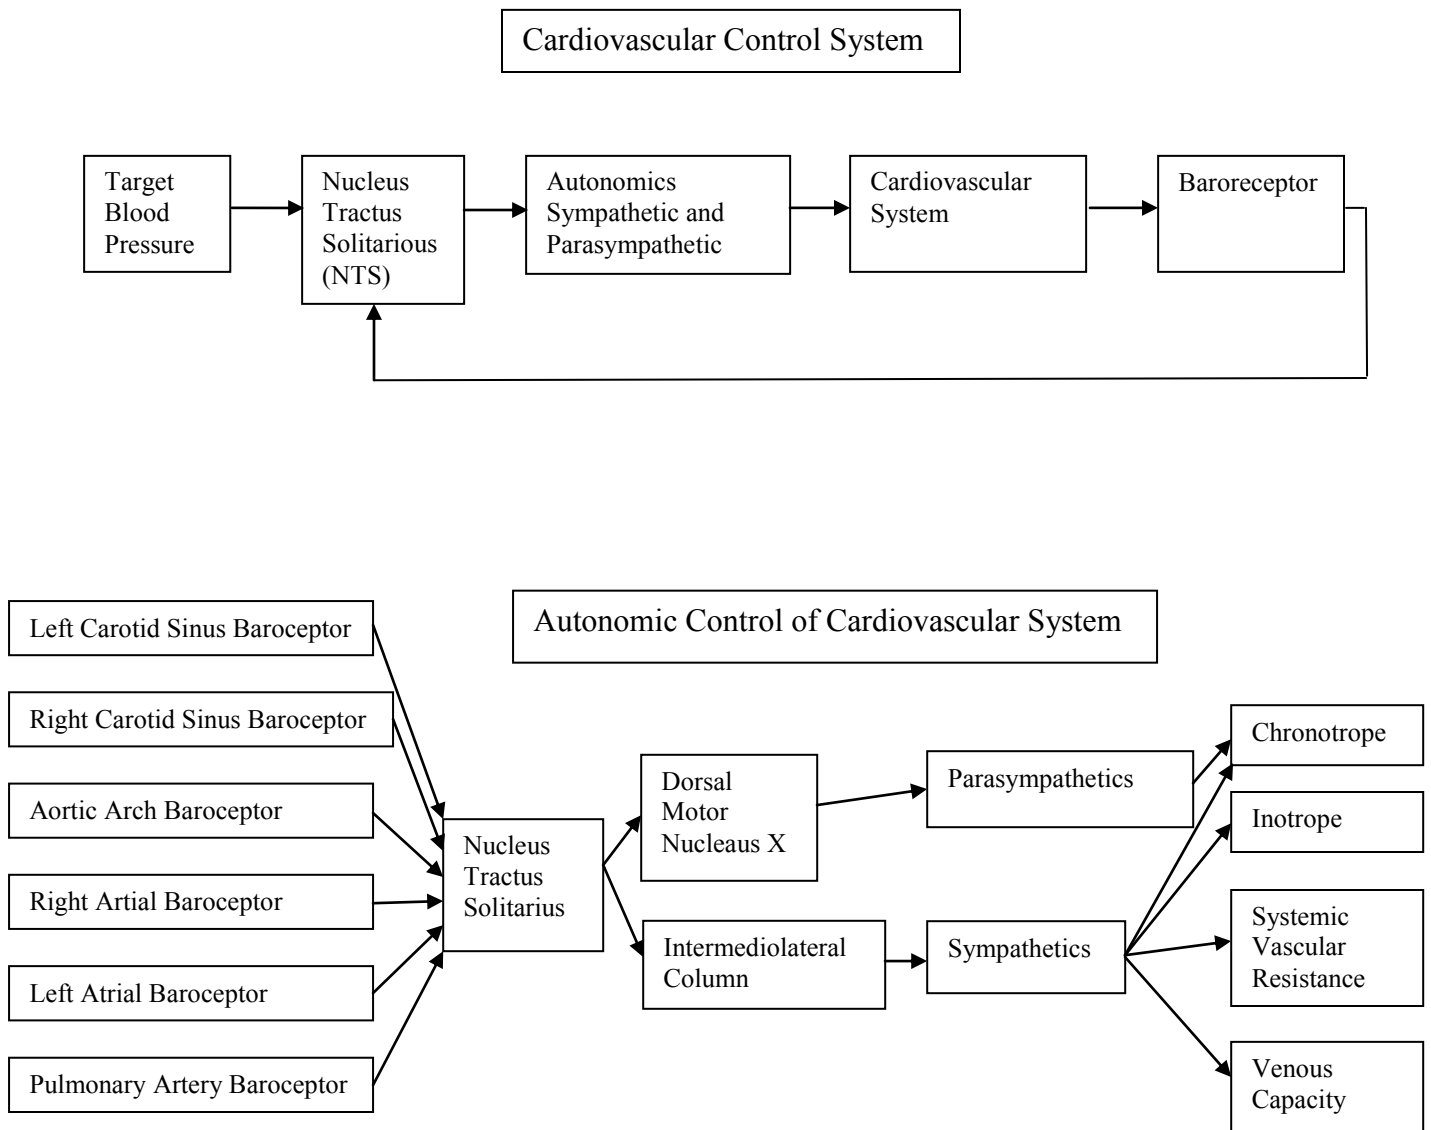 Cardiovascular Control System
Target
Blood
Pressure
Nucleus
Tractus
Solitarious
(NTS)
Autonomics
Sympathetic and
Parasympathetic
Cardiovascular
System
Baroreceptor
Autonomic Control of Cardiovascular System
Left Carotid Sinus Baroceptor
Right Carotid Sinus Baroceptor
Aortic Arch Baroceptor
Right Artial Baroceptor
Left Atrial Baroceptor
Pulmonary Artery Baroceptor
Nucleus
Tractus
Solitarius
Dorsal
Motor
Nucleaus X
Intermediolateral
Column
Parasympathetics
Sympathetics
Chronotrope
Inotrope
Systemic
Vascular
Resistance
Venous
Capacity